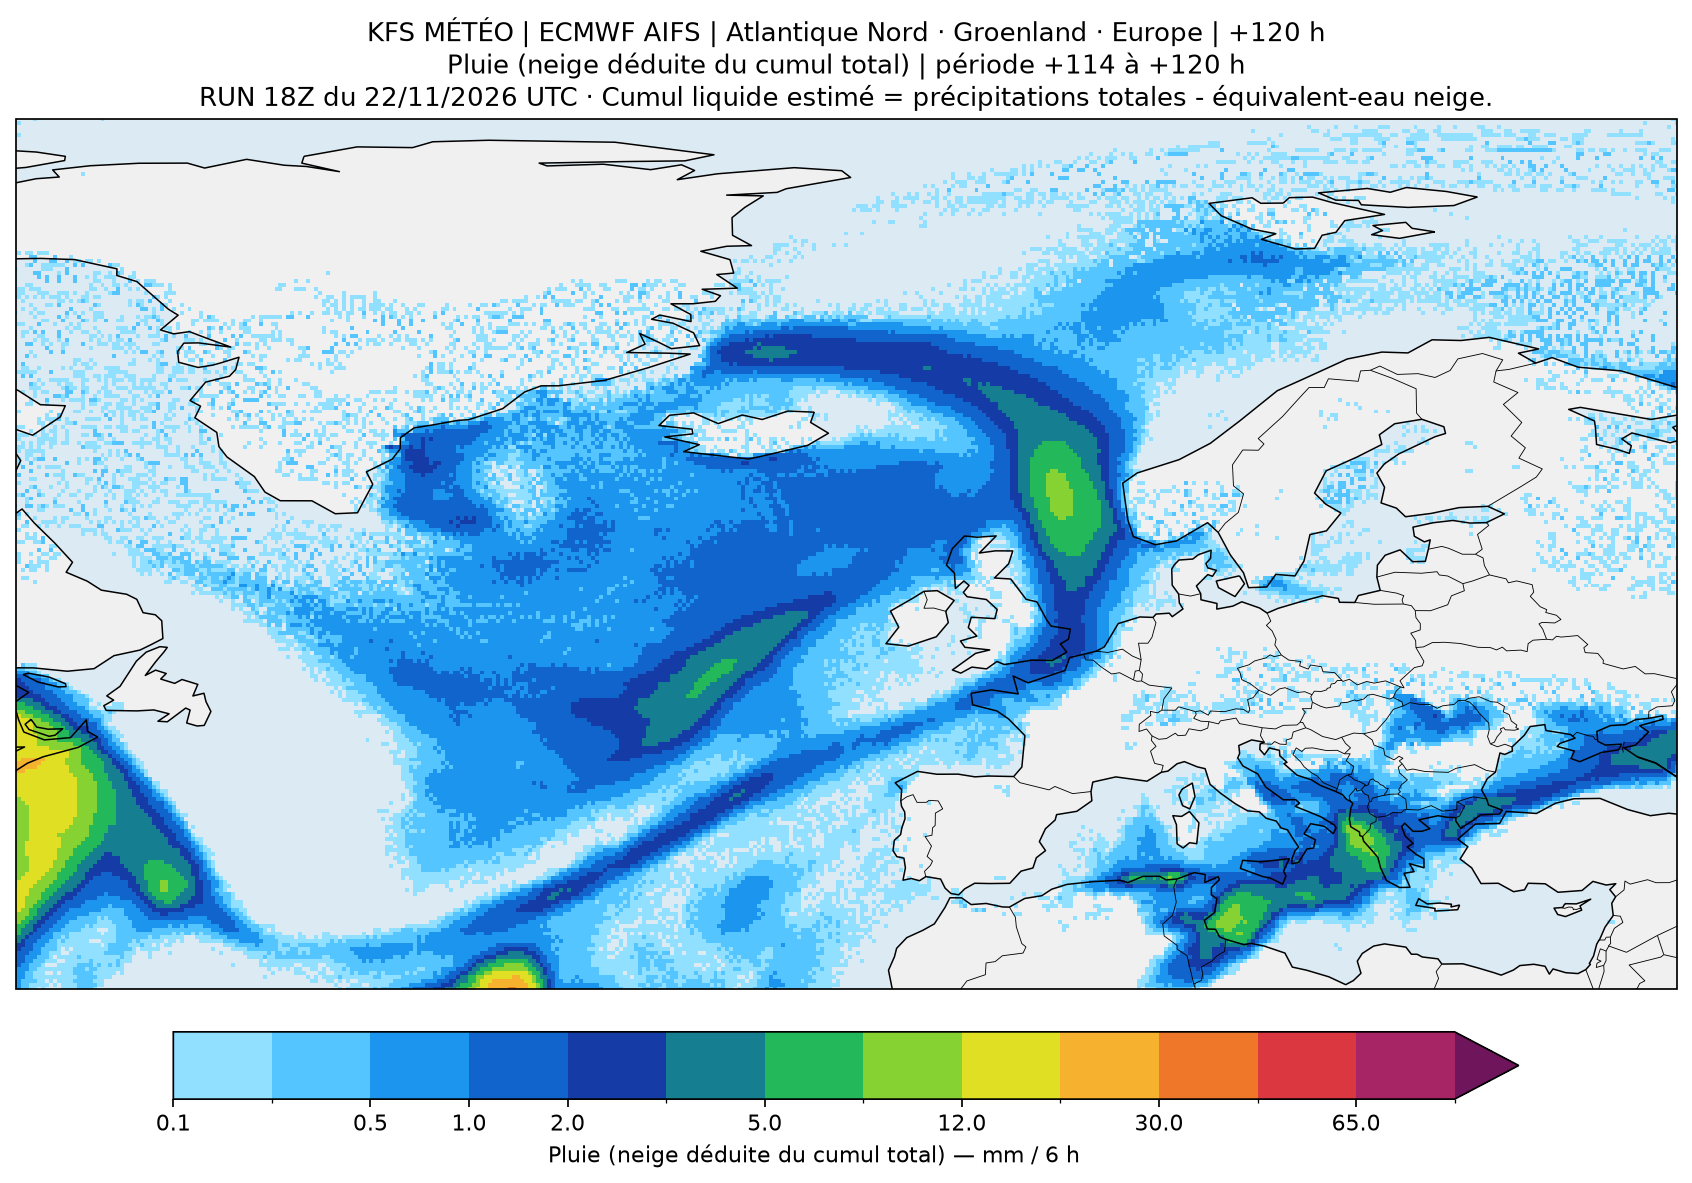 KFS MÉTÉO | ECMWF AIFS | Atlantique Nord · Groenland · Europe | +120 h
Pluie (neige déduite du cumul total) | période +114 à +120 h
RUN 18Z du 22/11/2026 UTC · Cumul liquide estimé = précipitations totales - équivalent-eau neige.
0.1 0.5 1.0 2.0 5.0 12.0 30.0 65.0
Pluie (neige déduite du cumul total) — mm / 6 h